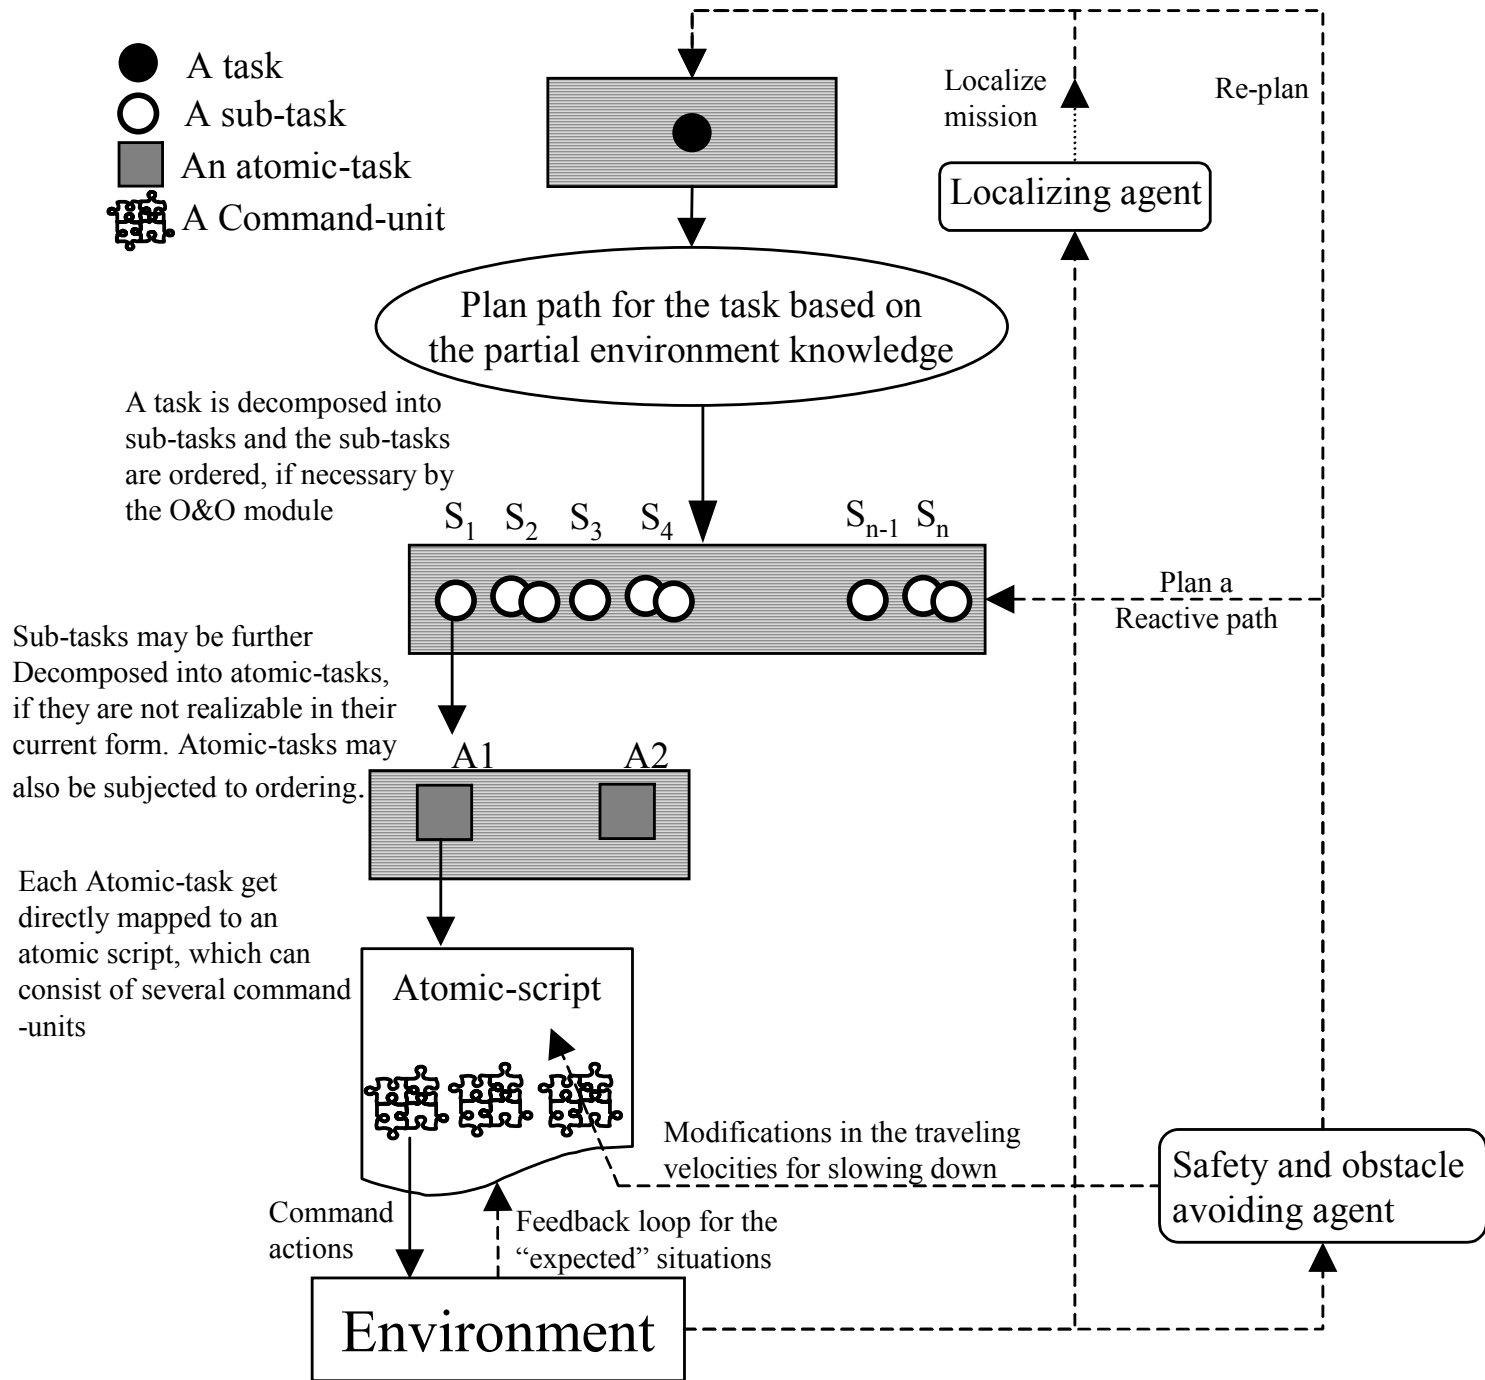 A task
A sub-task
An atomic-task
A Command-unit
Localize
mission
Re-plan
Localizing agent
Plan path for the task based on
the partial environment knowledge
A task is decomposed into
sub-tasks and the sub-tasks
are ordered, if necessary by
the O&O module
S1 S2 S3 S4 Sn-1 Sn
Plan a
Reactive path
Sub-tasks may be further
Decomposed into atomic-tasks,
if they are not realizable in their
current form. Atomic-tasks may
also be subjected to ordering.
A1 A2
Each Atomic-task get
directly mapped to an
atomic script, which can
consist of several command
-units
Atomic-script
Modifications in the traveling
velocities for slowing down
Safety and obstacle
avoiding agent
Command
actions
Feedback loop for the
“expected” situations
Environment